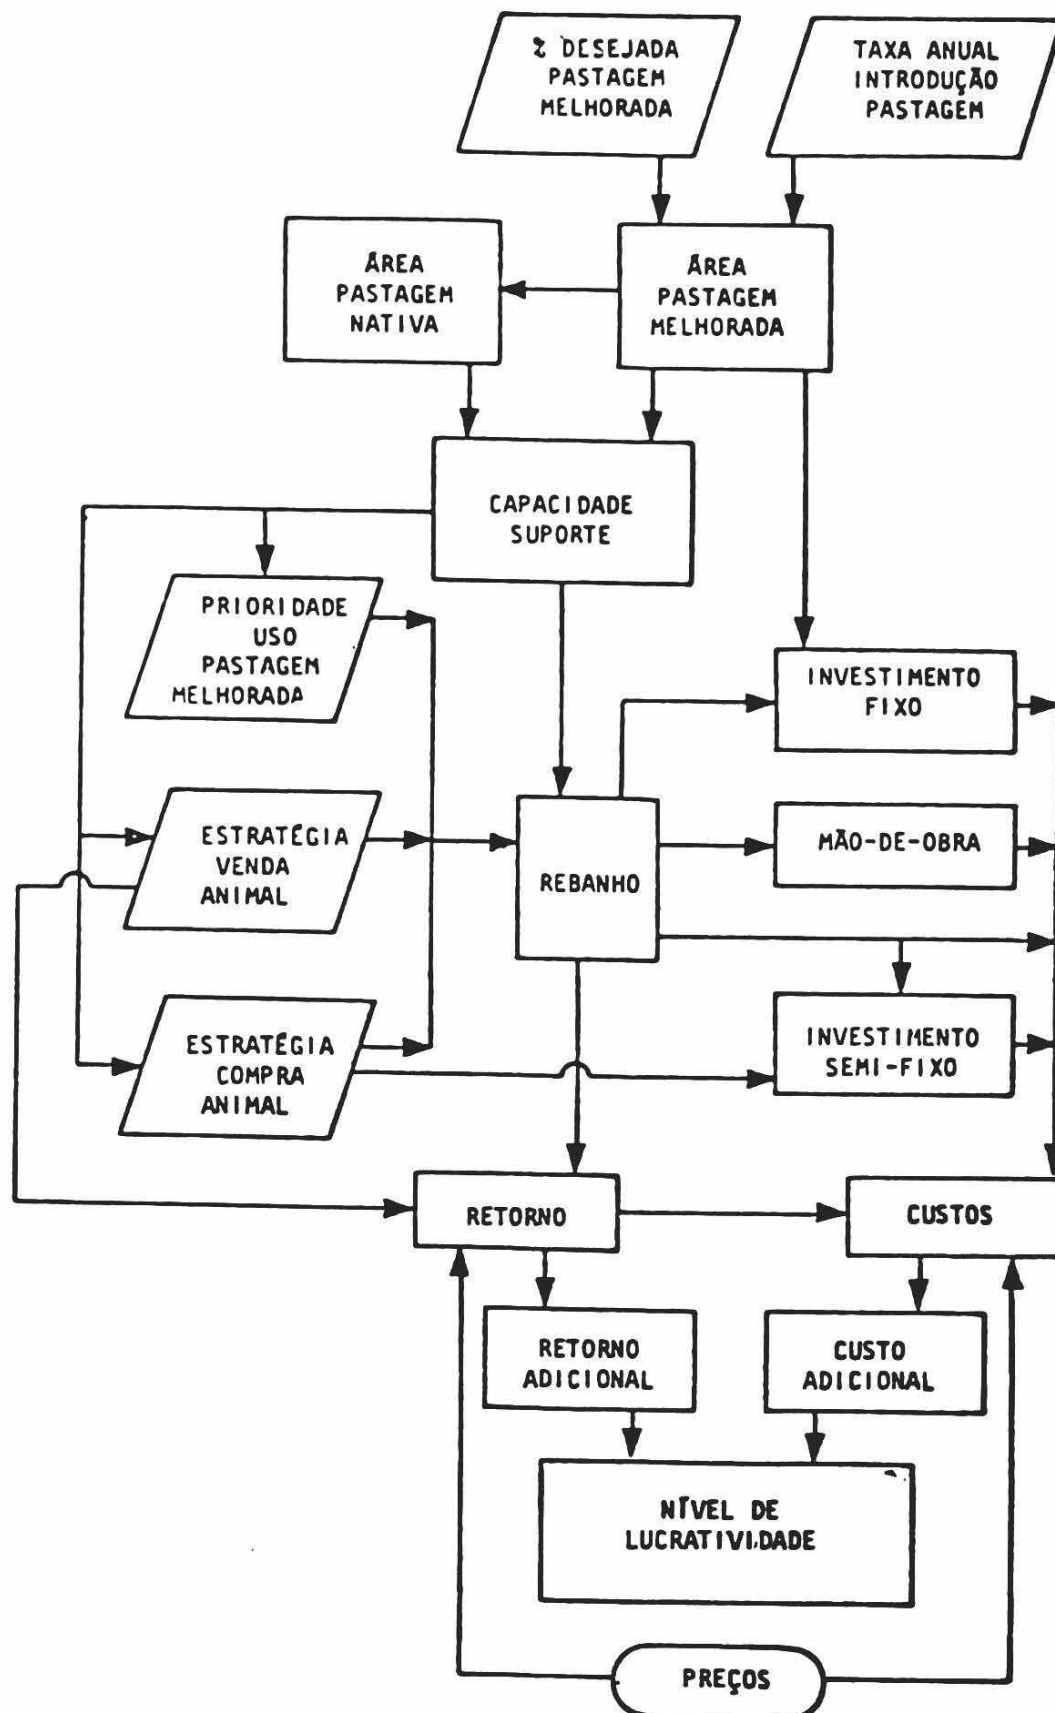 % DESEJADA
PASTAGEM
MELHORADA
TAXA ANUAL
INTRODUÇÃO
PASTAGEM
ÁREA
PASTAGEM
NATIVA
ÁREA
PASTAGEM
MELHORADA
CAPACIDADE
SUPORTE
PRIORIDADE
USO
PASTAGEM
MELHORADA
INVESTIMENTO
FIXO
ESTRATÉGIA
VENDA
ANIMAL
REBANHO
MÃO-DE-OBRA
ESTRATÉGIA
COMPRA
ANIMAL
INVESTIMENTO
SEMI-FIXO
RETORNO
CUSTOS
RETORNO
ADICIONAL
CUSTO
ADICIONAL
NÍVEL DE
LUCRATIVIDADE
PREÇOS